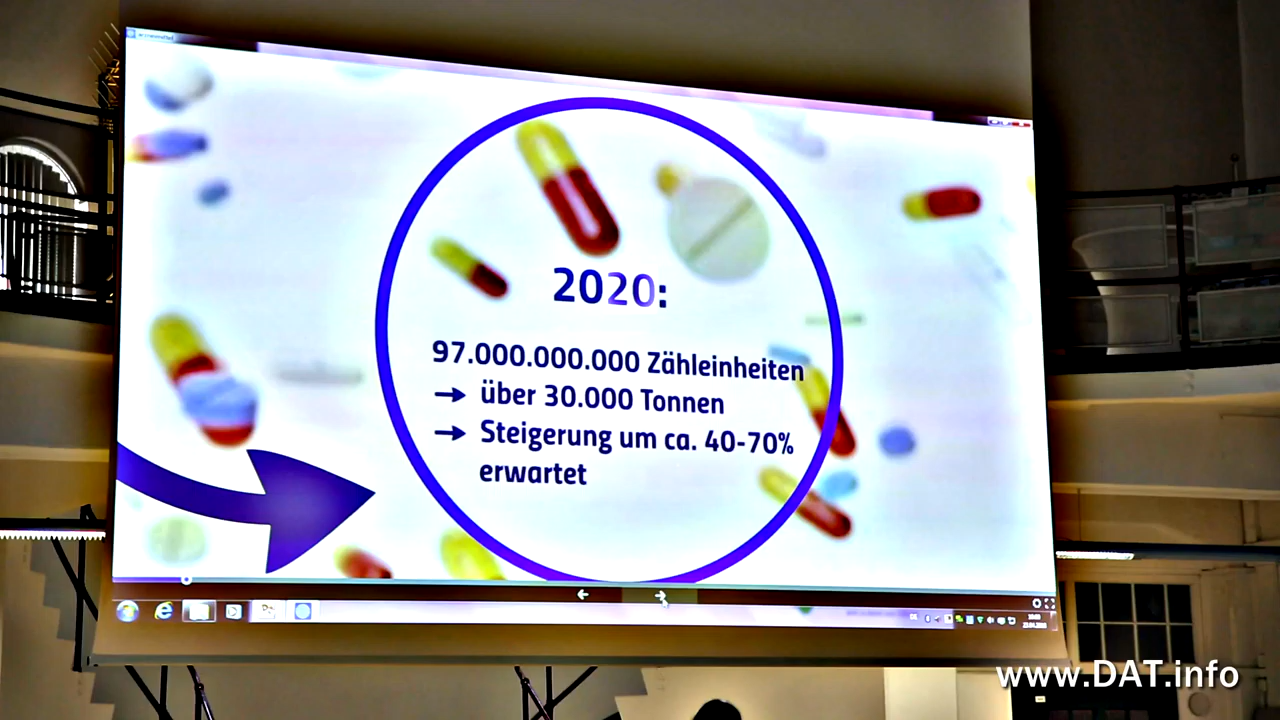 2020:
97.000.000.000 Zähleinheiten
→ über 30.000 Tonnen
→ Steigerung um ca. 40-70%
erwartet
www.DAT.info